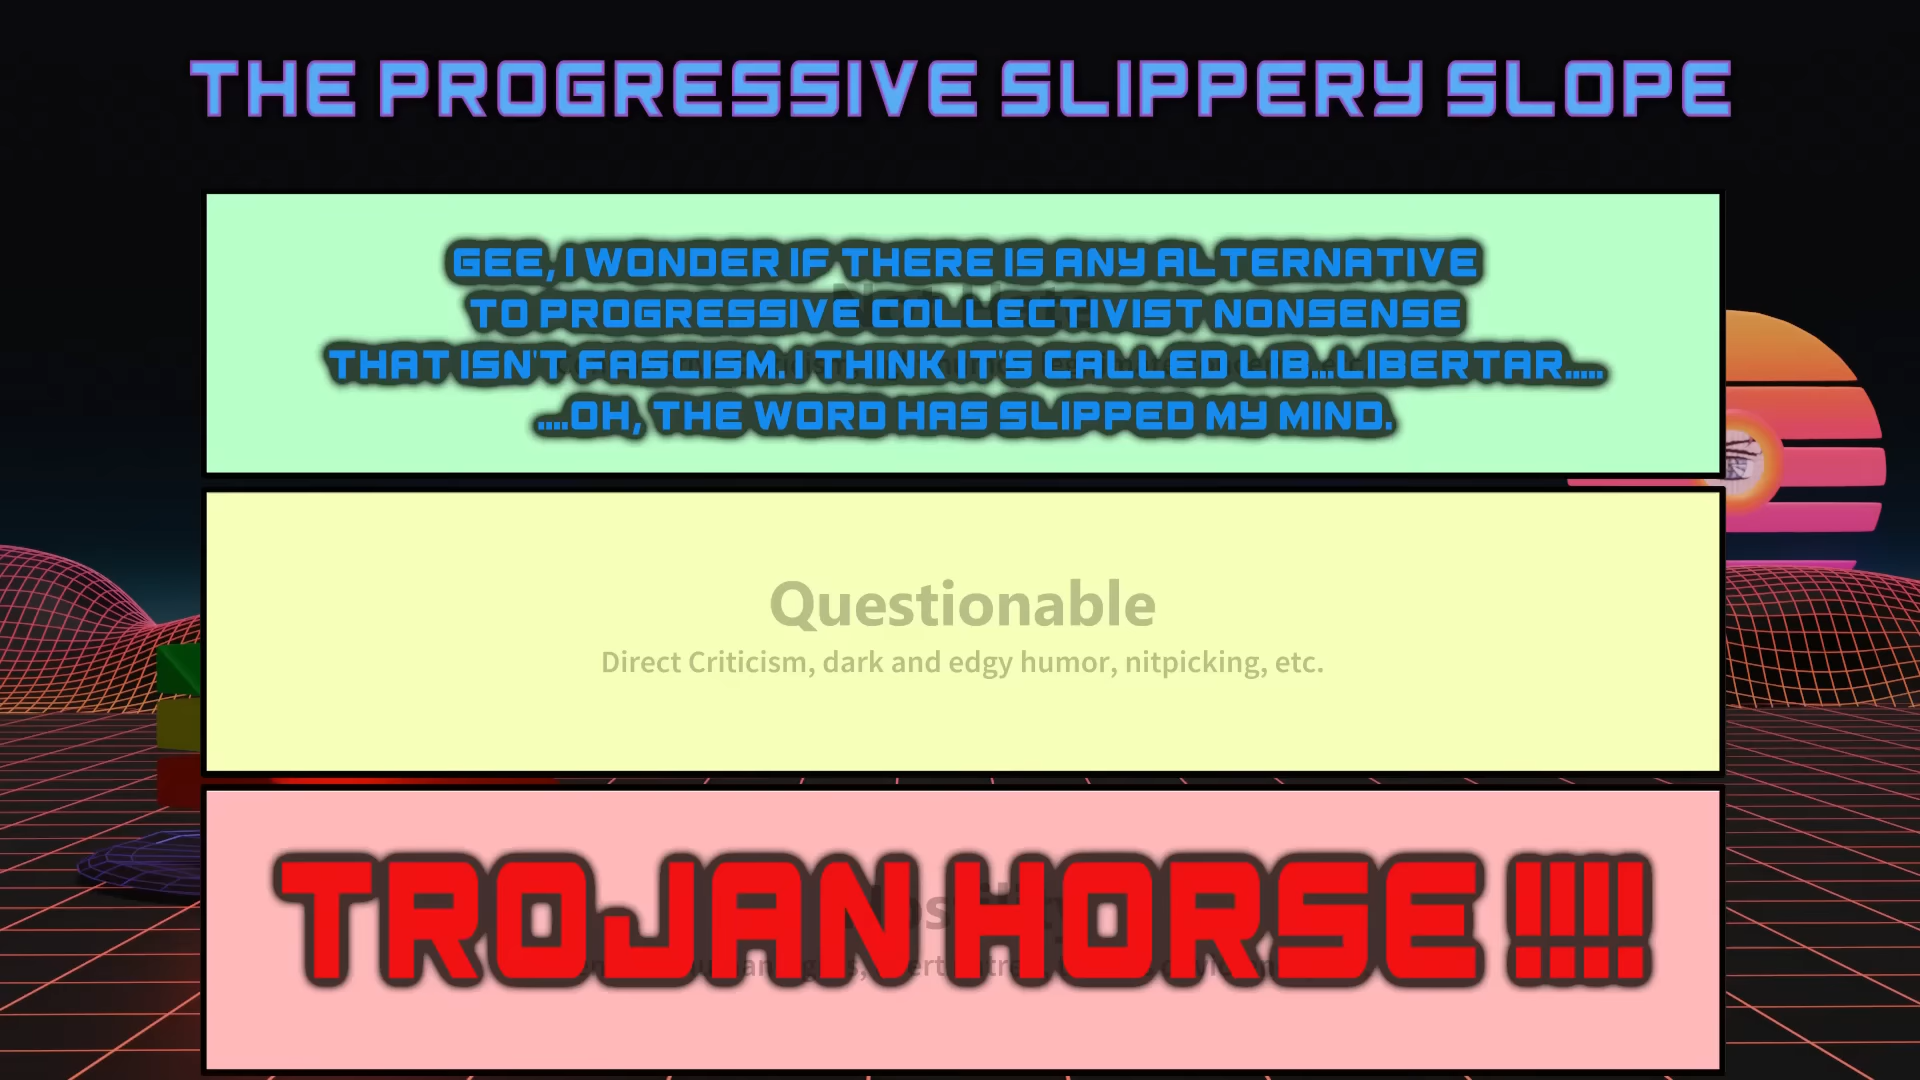 THE PROGRESSIVE SLIPPERY SLOPE
GEE, I WONDER IF THERE IS ANY ALTERNATIVE
TO PROGRESSIVE COLLECTIVIST NONSENSE
THAT ISN'T FASCISM. I THINK IT'S CALLED LIB...LIBERTAR.....
....OH, THE WORD HAS SLIPPED MY MIND.
Questionable
Direct Criticism, dark and edgy humor, nitpicking, etc.
TROJAN HORSE !!!!